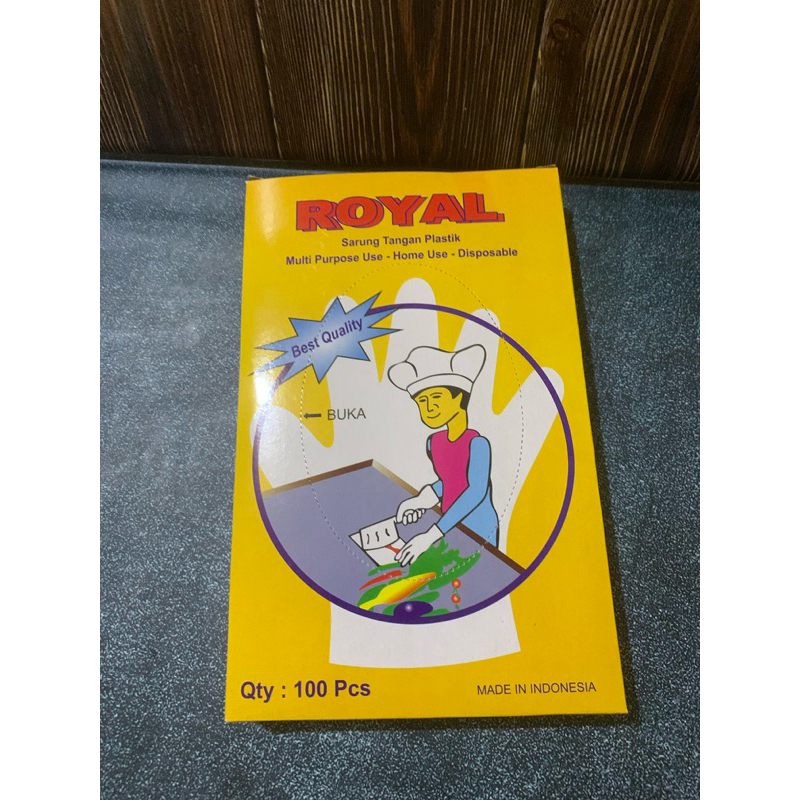 ROYAL
Sarung Tangan Plastik
Multi Purpose Use - Home Use - Disposable
Best Quality
BUKA
Qty : 100 Pcs
MADE IN INDONESIA